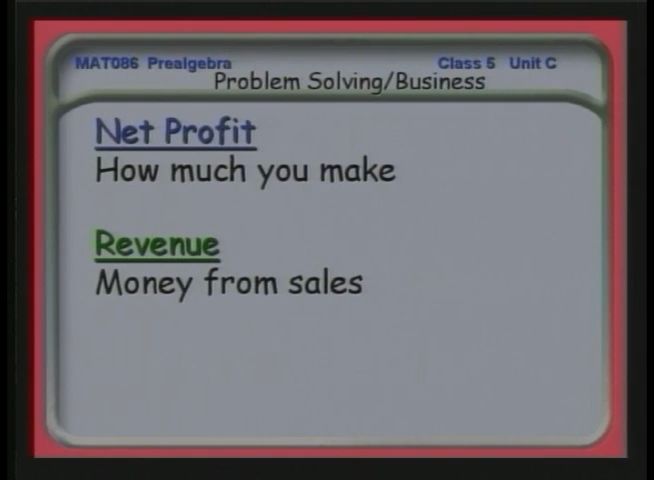 MAT086 Prealgebra Class 5 Unit C
Problem Solving/Business
Net Profit
How much you make
Revenue
Money from sales